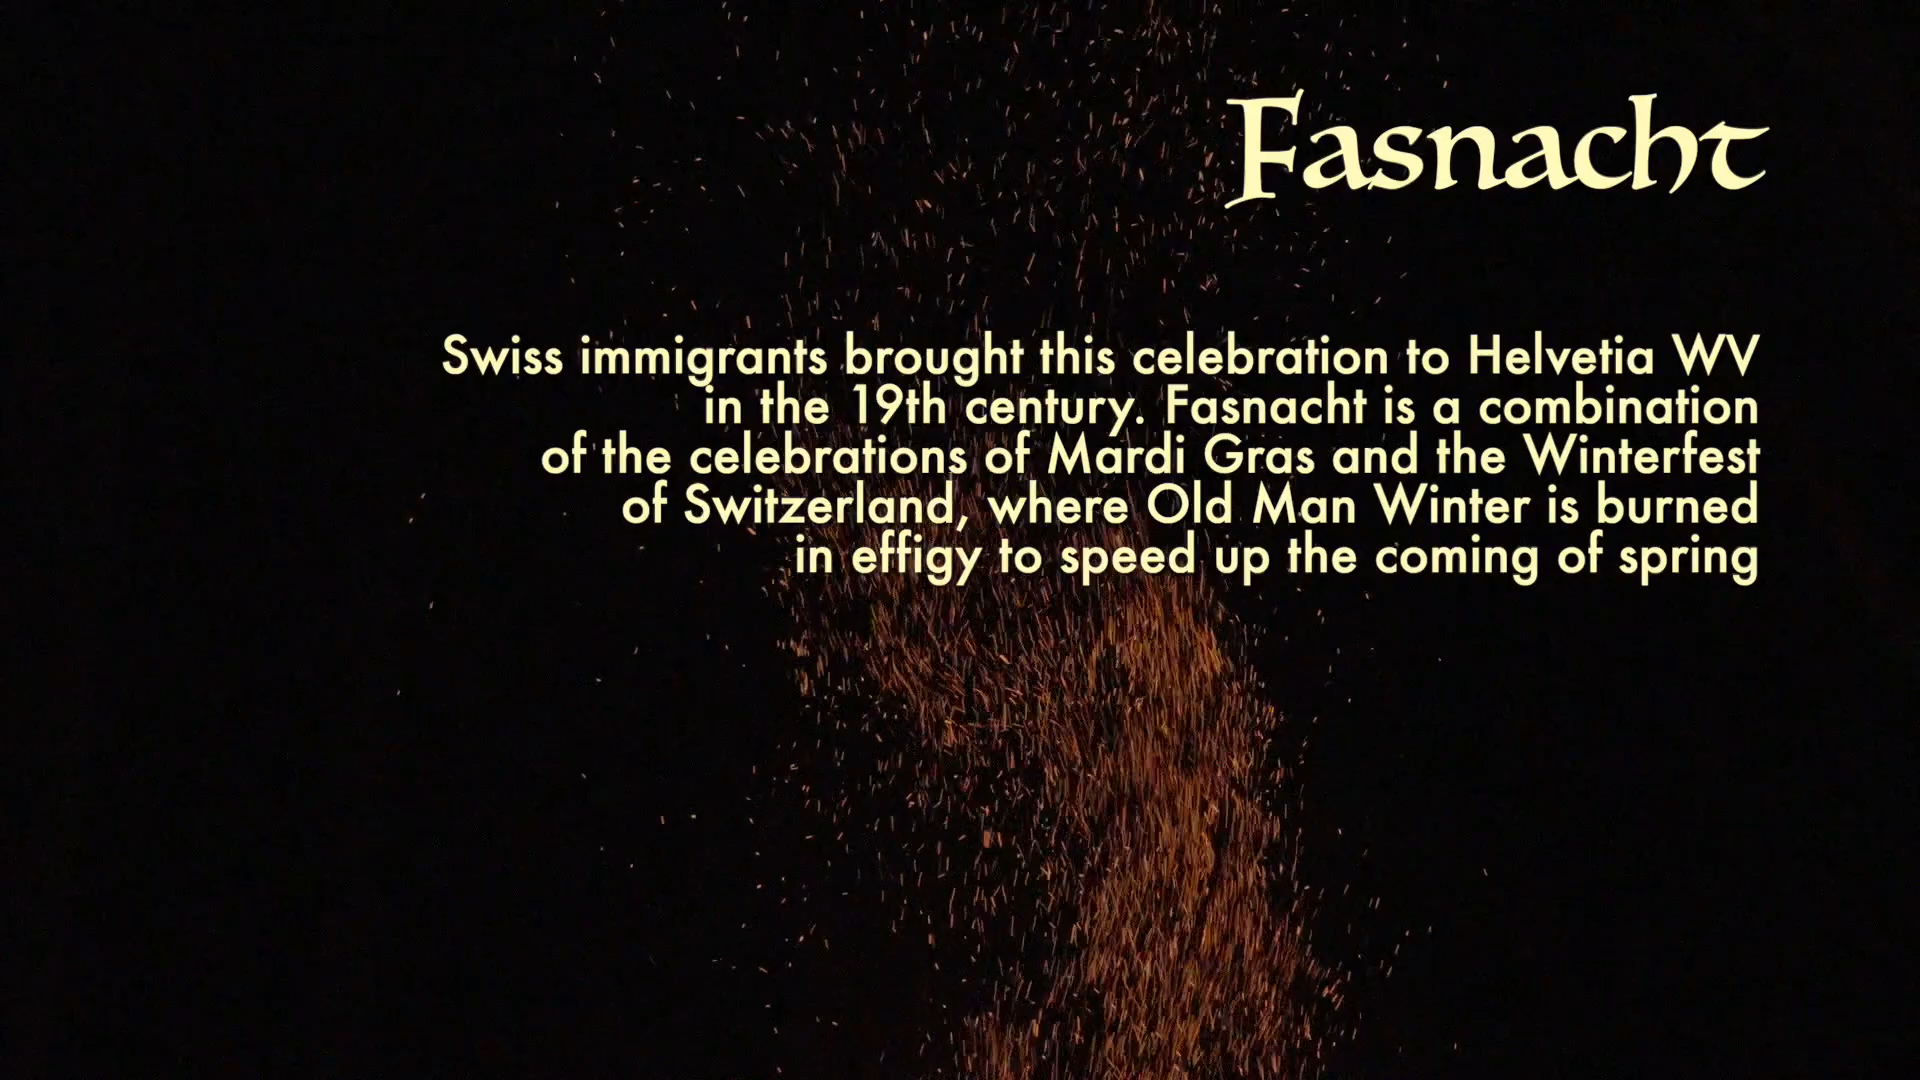 Fasnacht
Swiss immigrants brought this celebration to Helvetia WV
in the 19th century. Fasnacht is a combination
of the celebrations of Mardi Gras and the Winterfest
of Switzerland, where Old Man Winter is burned
in effigy to speed up the coming of spring